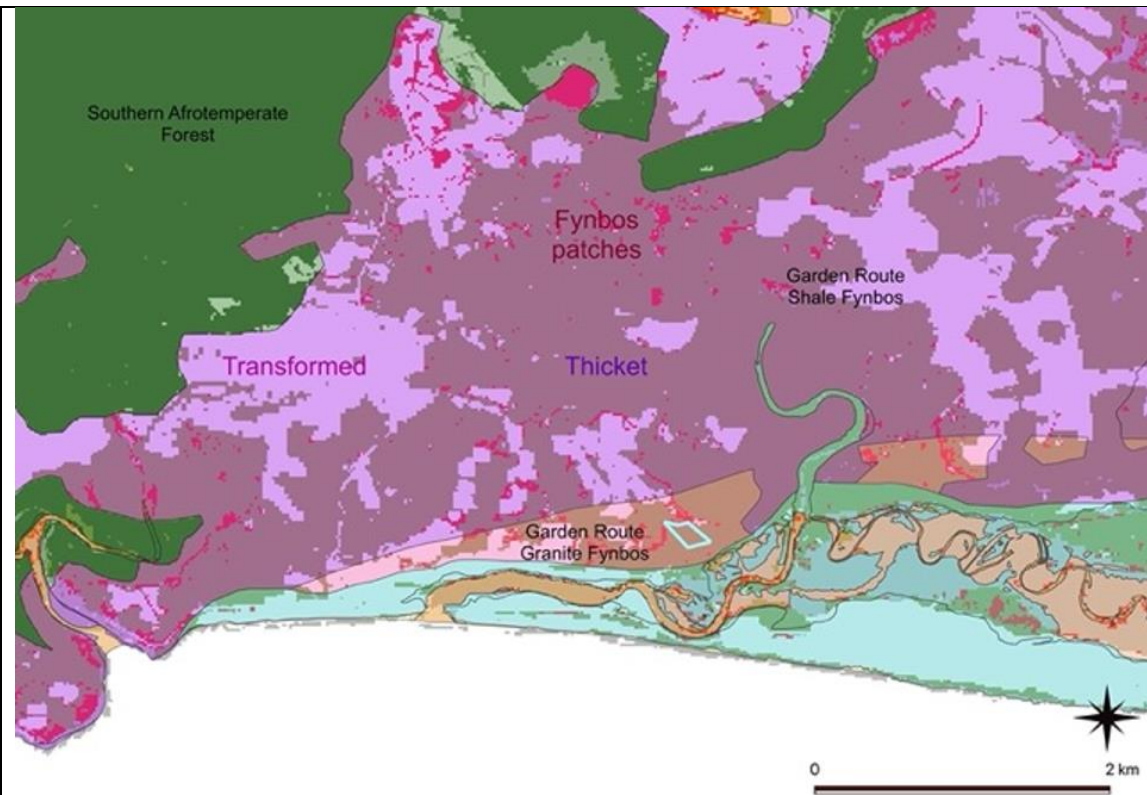 Southern Afrotemperate
Forest
Fynbos
patches
Garden Route
Shale Fynbos
Transformed
Thicket
Garden Route
Granite Fynbos
0
2 km